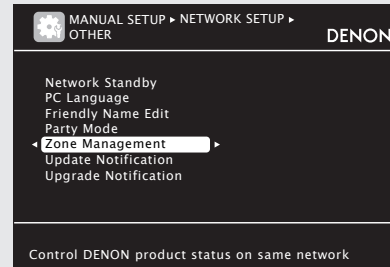 MANUAL SETUP ▸ NETWORK SETUP ▸
OTHER
DENON
Network Standby
PC Language
Friendly Name Edit
Party Mode
◂ Zone Management ▸
Update Notification
Upgrade Notification
Control DENON product status on same network